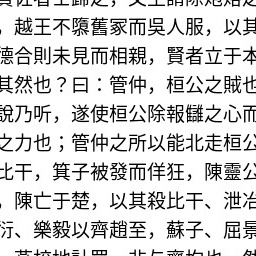 ，越王不隳舊冢而吳人服，以其
德合則未見而相親，賢者立于本
其然也？曰：管仲，桓公之賊也
說乃听，遂使桓公除報讎之心而
之力也；管仲之所以能北走桓公
比干，箕子被發而佯狂，陳靈公
，陳亡于楚，以其殺比干、泄冶
衍、樂毅以齊趙至，蘇子、屈景